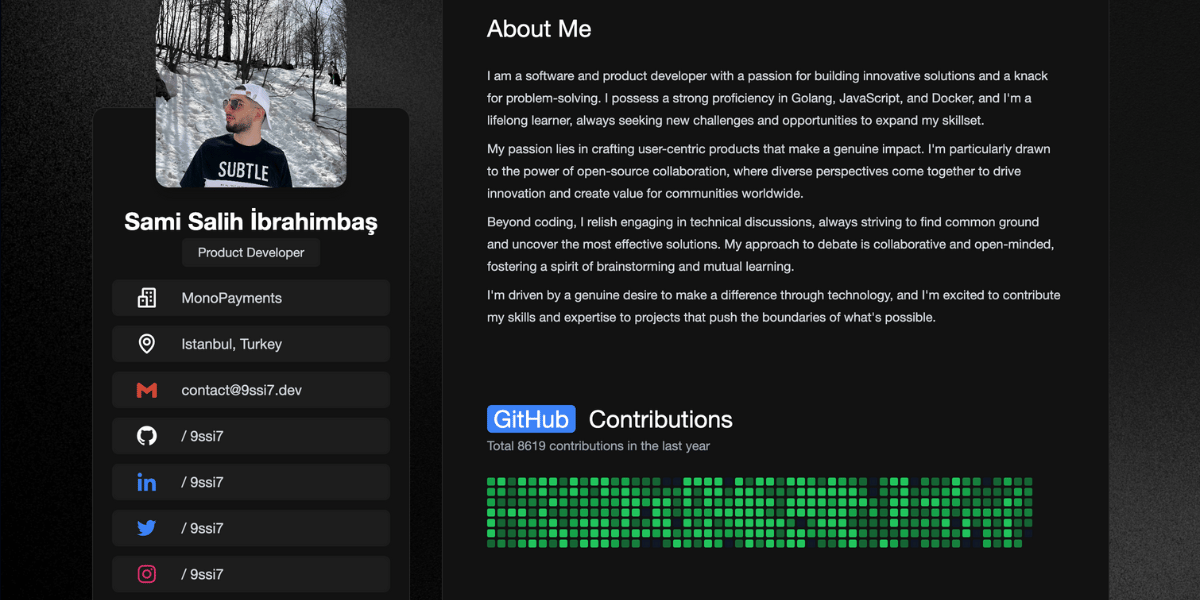 SUBTLE
Sami Salih İbrahimbaş
Product Developer
MonoPayments
Istanbul, Turkey
contact@9ssi7.dev
/ 9ssi7
/ 9ssi7
/ 9ssi7
/ 9ssi7
About Me
I am a software and product developer with a passion for building innovative solutions and a knack
for problem-solving. I possess a strong proficiency in Golang, JavaScript, and Docker, and I'm a
lifelong learner, always seeking new challenges and opportunities to expand my skillset.
My passion lies in crafting user-centric products that make a genuine impact. I'm particularly drawn
to the power of open-source collaboration, where diverse perspectives come together to drive
innovation and create value for communities worldwide.
Beyond coding, I relish engaging in technical discussions, always striving to find common ground
and uncover the most effective solutions. My approach to debate is collaborative and open-minded,
fostering a spirit of brainstorming and mutual learning.
I'm driven by a genuine desire to make a difference through technology, and I'm excited to contribute
my skills and expertise to projects that push the boundaries of what's possible.
GitHub Contributions
Total 8619 contributions in the last year